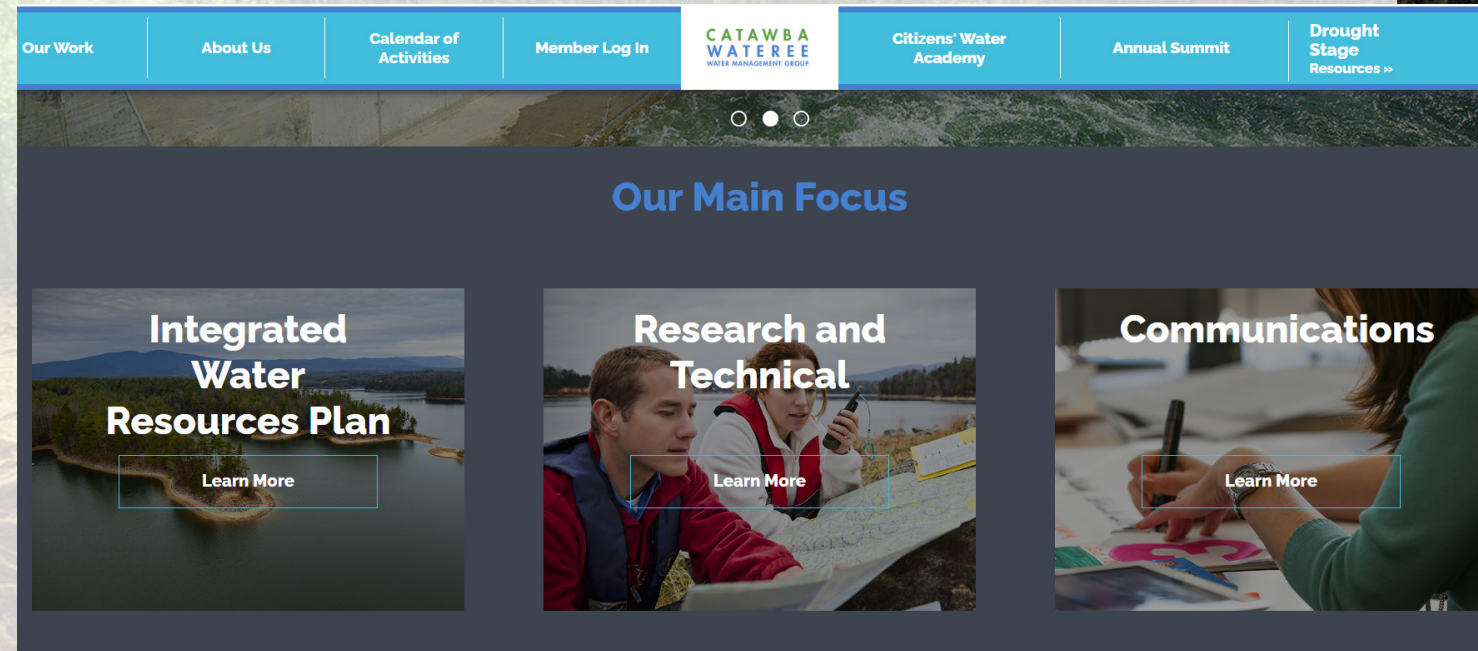 Our Work
About Us
Calendar of
Activities
Member Log In
CATAWBA
WATEREE
WATER MANAGEMENT GROUP
Citizens' Water
Academy
Annual Summit
Drought
Stage
Resources »
Our Main Focus
Integrated
Water
Resources Plan
Learn More
Research and
Technical
Learn More
Communications
Learn More